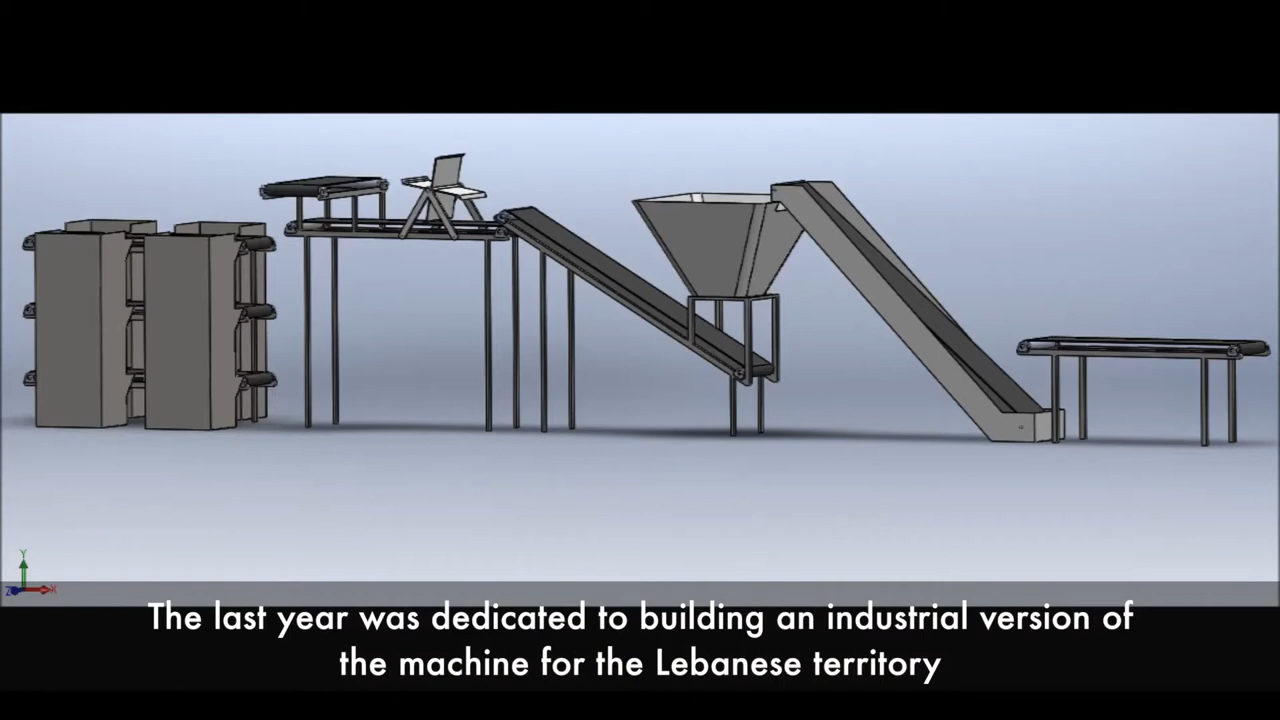 Y
Z
X
The last year was dedicated to building an industrial version of
the machine for the Lebanese territory